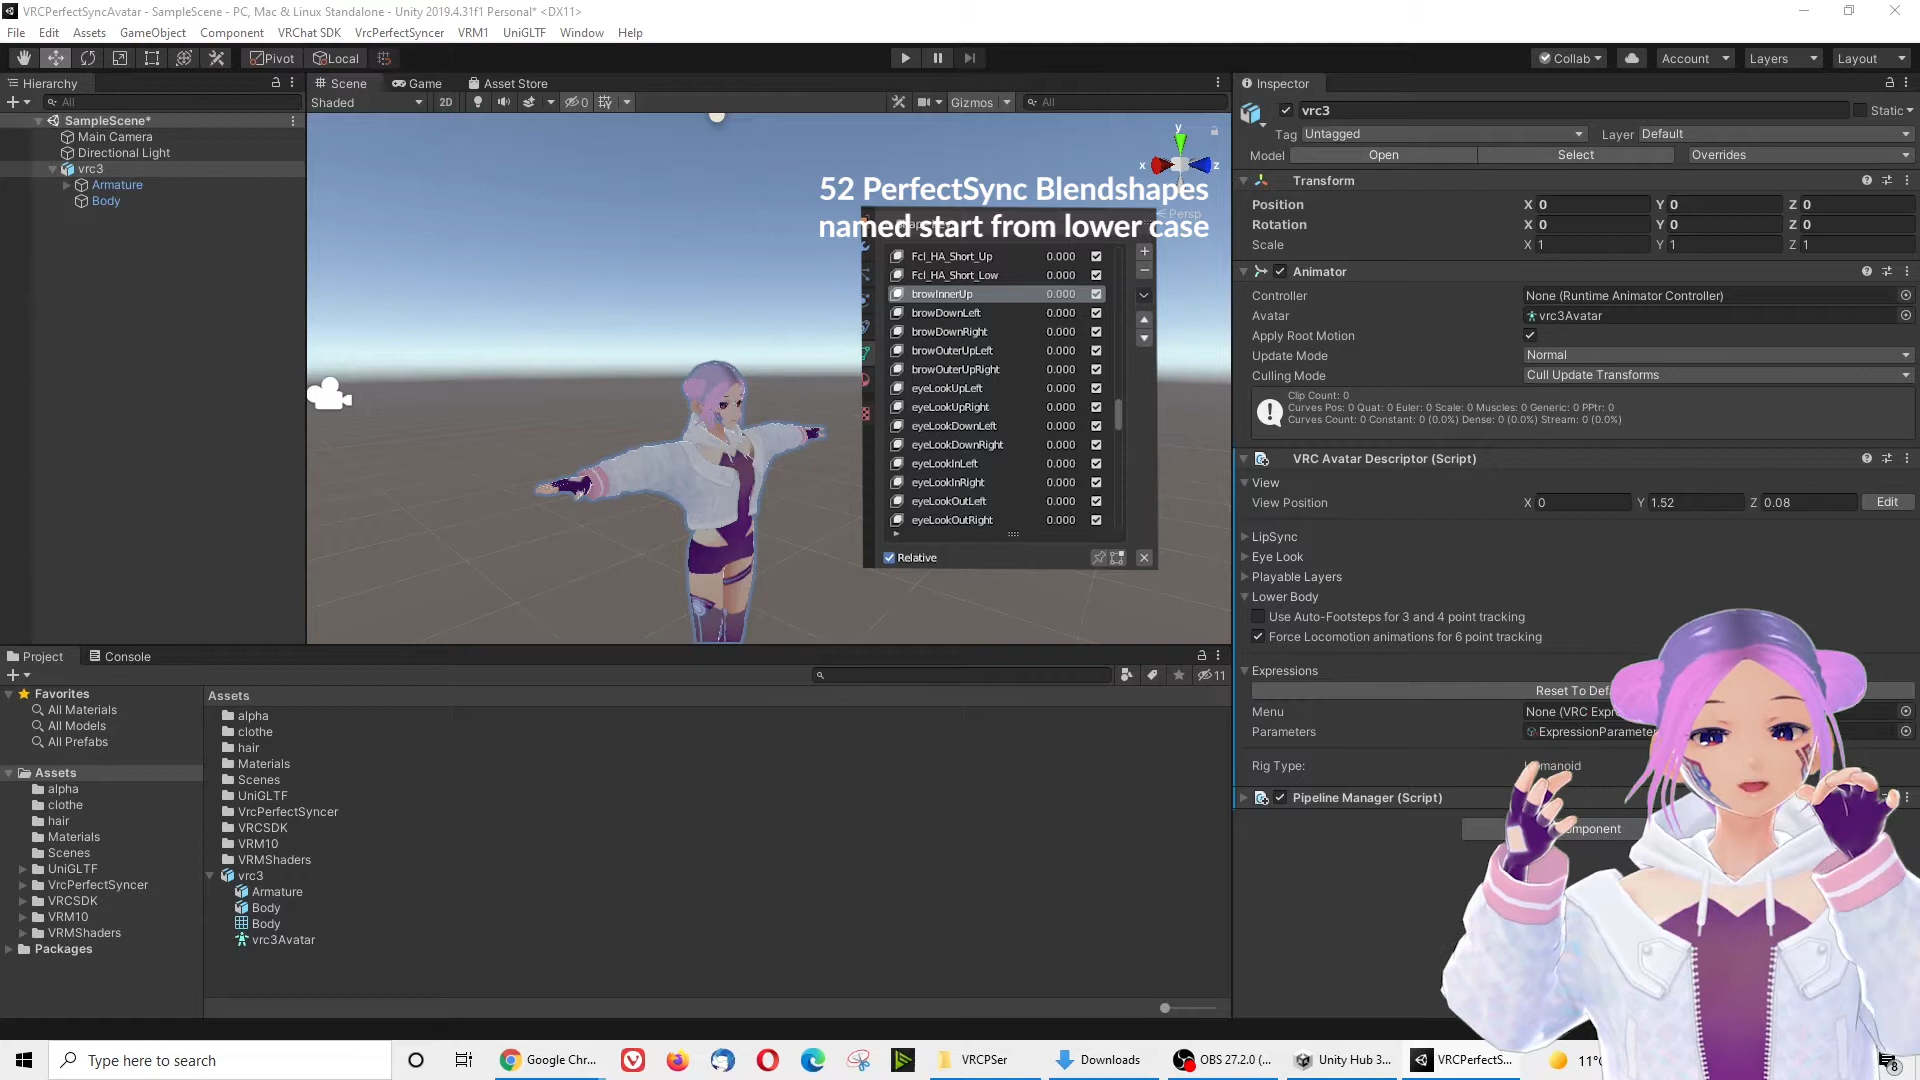 VRCPerfectSyncAvatar - SampleScene - PC, Mac & Linux Standalone - Unity 2019.4.31f1 Personal* <DX11>
File Edit Assets GameObject Component VRChat SDK VrcPerfectSyncer VRM1 UniGLTF Window Help
Pivot Local Collab Account Layers Layout
Hierarchy
All
SampleScene*
Main Camera
Directional Light
vrc3
Armature
Body
Scene Game Asset Store
Shaded 2D 0 Gizmos All
y
x z
Persp
52 PerfectSync Blendshapes
named start from lower case
Fcl_HA_Short_Up 0.000
Fcl_HA_Short_Low 0.000
browInnerUp 0.000
browDownLeft 0.000
browDownRight 0.000
browOuterUpLeft 0.000
browOuterUpRight 0.000
eyeLookUpLeft 0.000
eyeLookUpRight 0.000
eyeLookDownLeft 0.000
eyeLookDownRight 0.000
eyeLookInLeft 0.000
eyeLookInRight 0.000
eyeLookOutLeft 0.000
eyeLookOutRight 0.000
Relative
Inspector
vrc3 Static
Tag Untagged Layer Default
Model Open Select Overrides
Transform
Position X 0 Y 0 Z 0
Rotation X 0 Y 0 Z 0
Scale X 1 Y 1 Z 1
Animator
Controller None (Runtime Animator Controller)
Avatar vrc3Avatar
Apply Root Motion
Update Mode Normal
Culling Mode Cull Update Transforms
Clip Count: 0
Curves Pos: 0 Quat: 0 Euler: 0 Scale: 0 Muscles: 0 Generic: 0 PPtr: 0
Curves Count: 0 Constant: 0 (0.0%) Dense: 0 (0.0%) Stream: 0 (0.0%)
VRC Avatar Descriptor (Script)
View
View Position X 0 Y 1.52 Z 0.08 Edit
LipSync
Eye Look
Playable Layers
Lower Body
Use Auto-Footsteps for 3 and 4 point tracking
Force Locomotion animations for 6 point tracking
Expressions
Reset To Defa
Menu None (VRC Expre
Parameters ExpressionParameter
Rig Type: umanoid
Pipeline Manager (Script)
omponent
Project Console
11
Favorites
All Materials
All Models
All Prefabs
Assets
alpha
clothe
hair
Materials
Scenes
UniGLTF
VrcPerfectSyncer
VRCSDK
VRM10
VRMShaders
Packages
Assets
alpha
clothe
hair
Materials
Scenes
UniGLTF
VrcPerfectSyncer
VRCSDK
VRM10
VRMShaders
vrc3
Armature
Body
Body
vrc3Avatar
Type here to search Google Chr... VRCPSer Downloads OBS 27.2.0 (... Unity Hub 3... VRCPerfectS... 11° 8